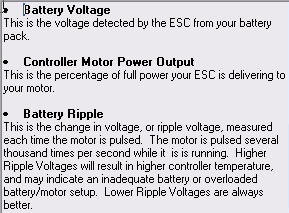 • Battery Voltage
This is the voltage detected by the ESC from your battery
pack.
• Controller Motor Power Output
This is the percentage of full power your ESC is delivering to
your motor.
• Battery Ripple
This is the change in voltage, or ripple voltage, measured
each time the motor is pulsed. The motor is pulsed several
thousand times per second while it is is running. Higher
Ripple Voltages will result in higher controller temperature,
and may indicate an inadequate battery or overloaded
battery/motor setup. Lower Ripple Voltages are always
better.